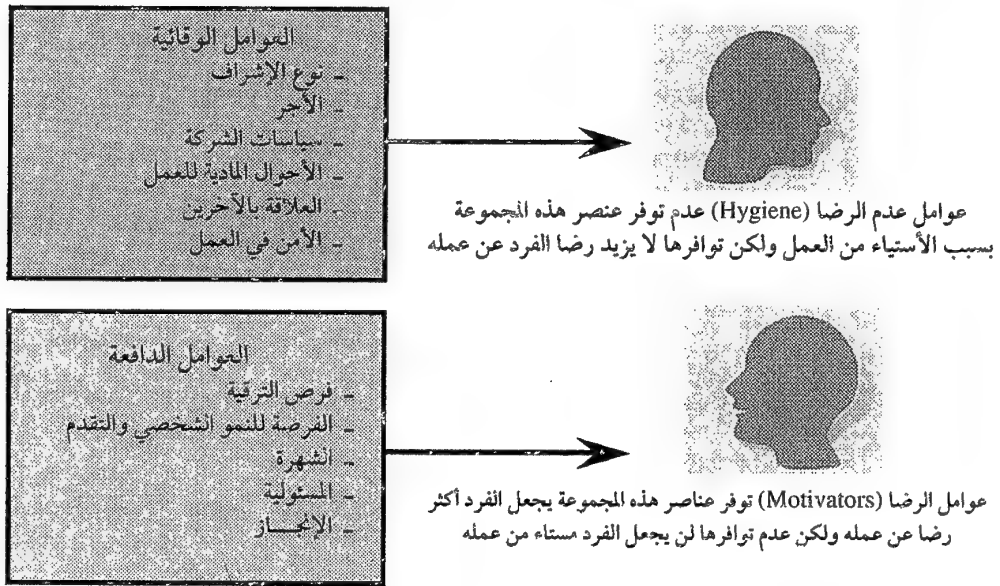 العوامل الوقائية
- نوع الإشراف
- الأجر
- سياسات الشركة
- الأحوال المادية للعمل
- العلاقة بالآخرين
- الأمن في العمل
عوامل عدم الرضا (Hygiene) عدم توفر عنصر هذه المجموعة
بسبب الأستياء من العمل ولكن توافرها لا يزيد رضا الفرد عن عمله
العوامل الدافعة
- فرص الترقية
- الفرصة للنمو الشخصي والتقدم
- الشهرة
- المسئولية
- الإنجـــاز
عوامل الرضا (Motivators) توفر عناصر هذه المجموعة يجعل الفرد أكثر
رضا عن عمله ولكن عدم توافرها لن يجعل الفرد مستاء من عمله